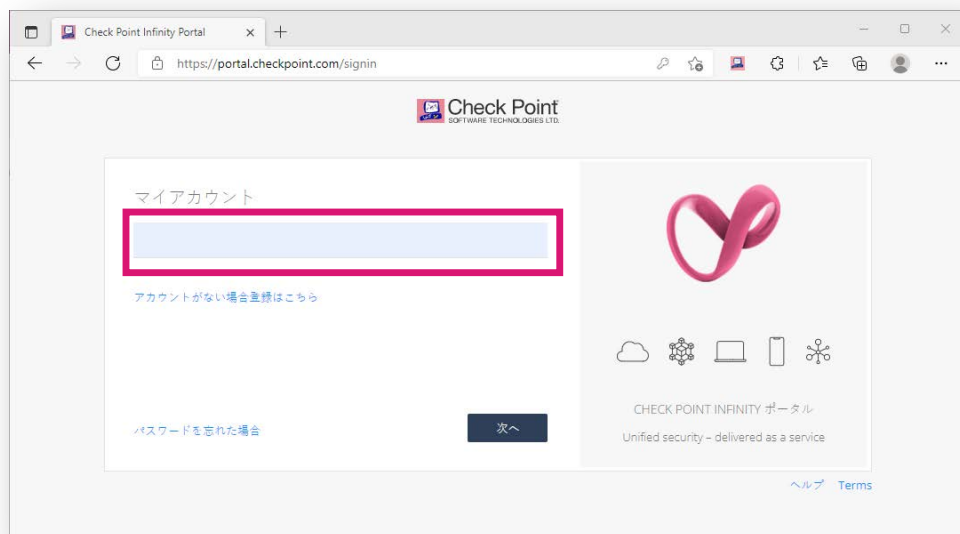 Check Point Infinity Portal
https://portal.checkpoint.com/signin
Check Point
SOFTWARE TECHNOLOGIES LTD.
マイアカウント
アカウントがない場合登録はこちら
パスワードを忘れた場合
次へ
CHECK POINT INFINITY ポータル
Unified security – delivered as a service
ヘルプ Terms